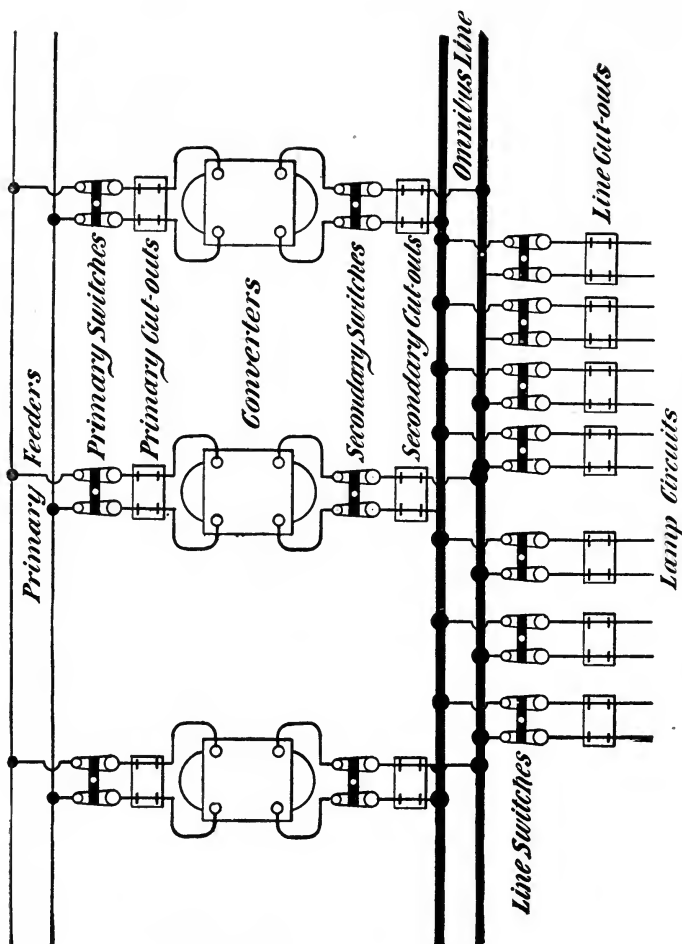 Primary Feeders
Primary Switches
Primary Cut-outs
Converters
Secondary Switches
Secondary Cut-outs
Omnibus Line
Line Cut-outs
Line Switches
Lamp Circuits